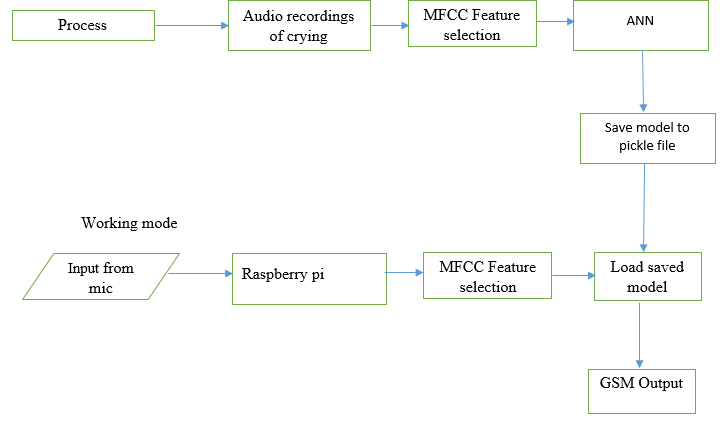 Process
Audio recordings
of crying
MFCC Feature
selection
ANN
Save model to
pickle file
Working mode
Input from
mic
Raspberry pi
MFCC Feature
selection
Load saved
model
GSM Output